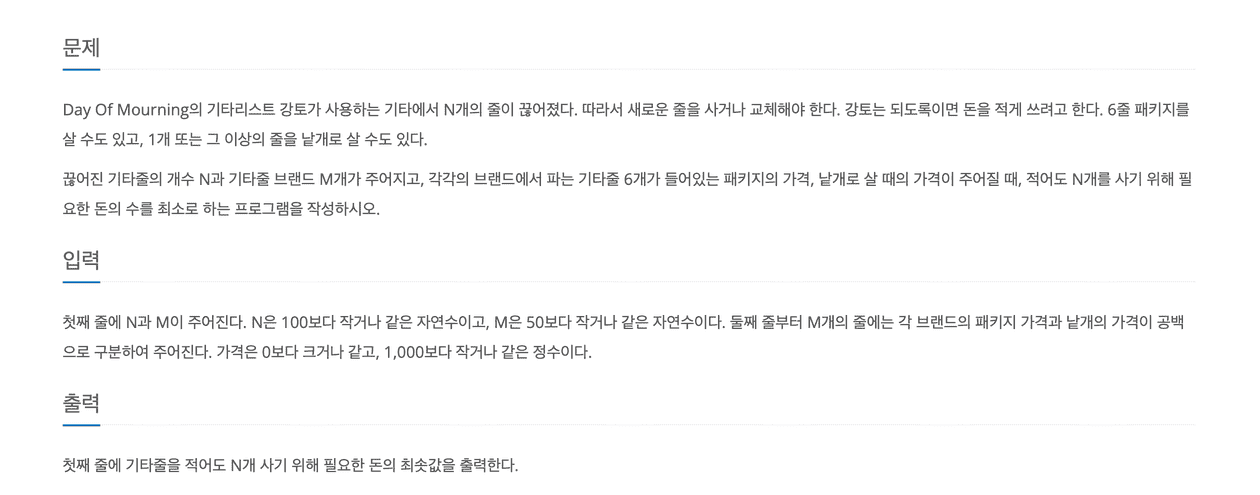 문제
Day Of Mourning의 기타리스트 강토가 사용하는 기타에서 N개의 줄이 끊어졌다. 따라서 새로운 줄을 사거나 교체해야 한다. 강토는 되도록이면 돈을 적게 쓰려고 한다. 6줄 패키지를
살 수도 있고, 1개 또는 그 이상의 줄을 낱개로 살 수도 있다.
끊어진 기타줄의 개수 N과 기타줄 브랜드 M개가 주어지고, 각각의 브랜드에서 파는 기타줄 6개가 들어있는 패키지의 가격, 낱개로 살 때의 가격이 주어질 때, 적어도 N개를 사기 위해 필
요한 돈의 수를 최소로 하는 프로그램을 작성하시오.
입력
첫째 줄에 N과 M이 주어진다. N은 100보다 작거나 같은 자연수이고, M은 50보다 작거나 같은 자연수이다. 둘째 줄부터 M개의 줄에는 각 브랜드의 패키지 가격과 낱개의 가격이 공백
으로 구분하여 주어진다. 가격은 0보다 크거나 같고, 1,000보다 작거나 같은 정수이다.
출력
첫째 줄에 기타줄을 적어도 N개 사기 위해 필요한 돈의 최솟값을 출력한다.